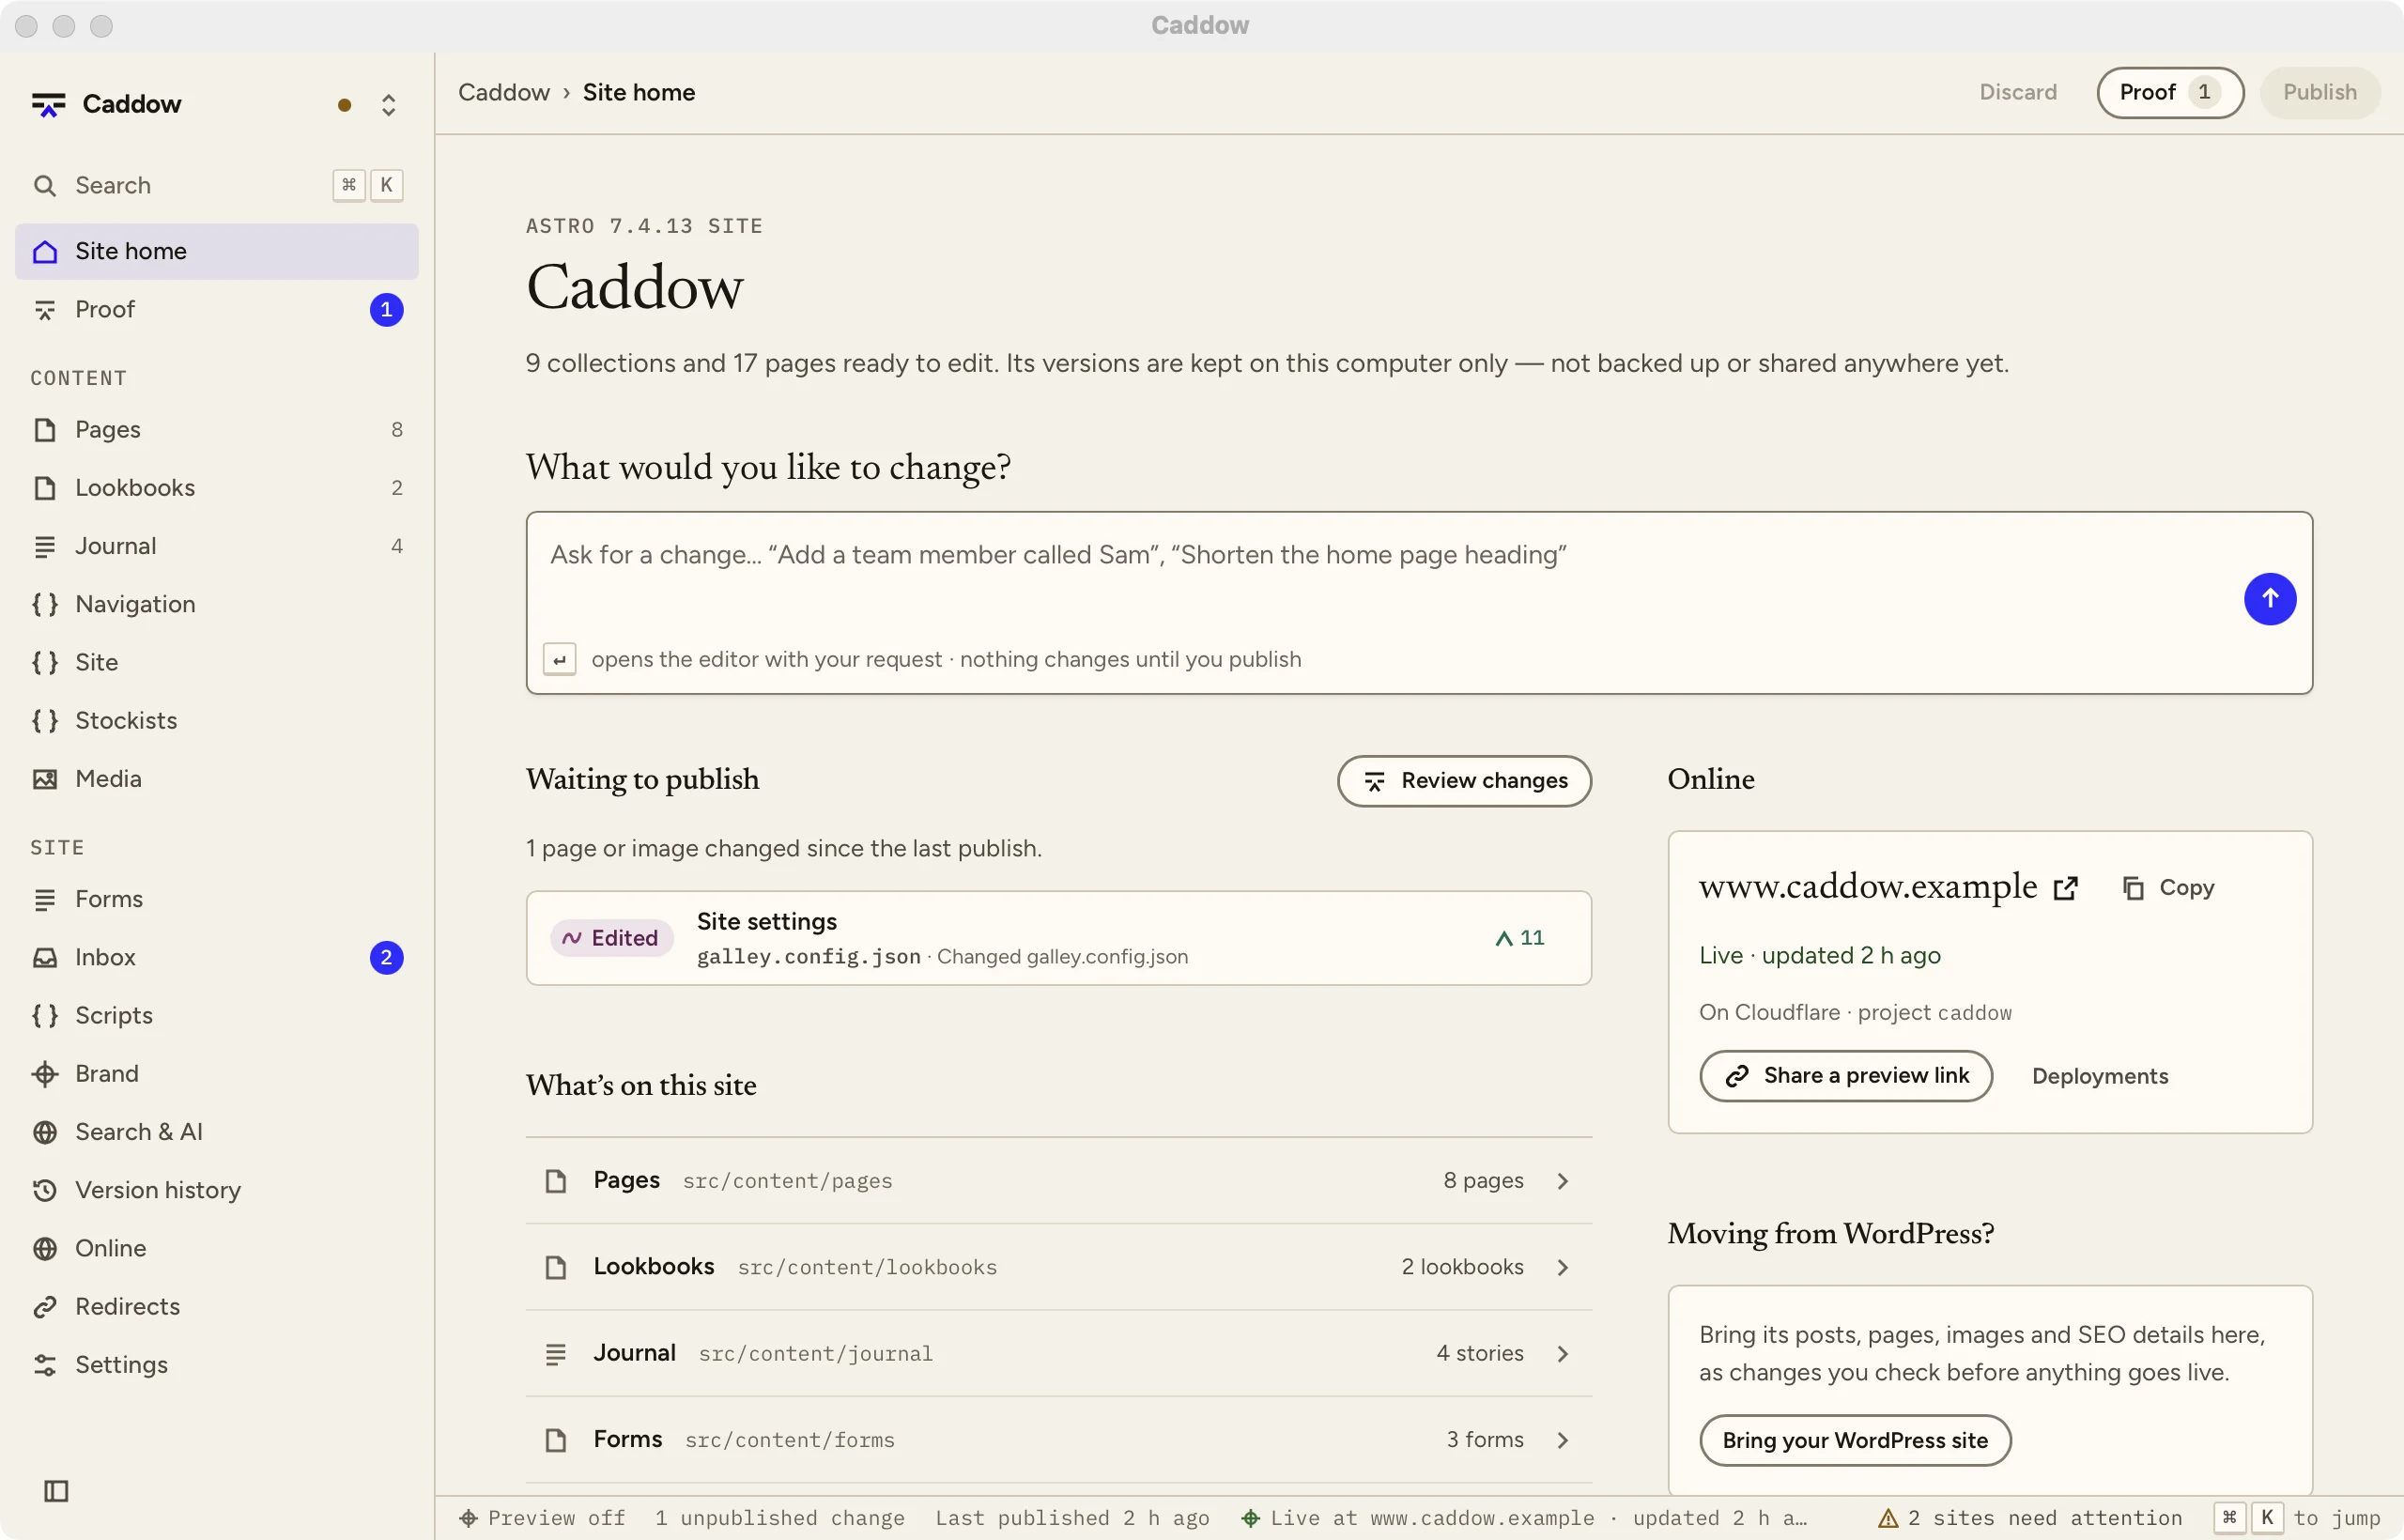 Caddow
Caddow
Search ⌘ K
Site home
Proof 1
CONTENT
Pages 8
Lookbooks 2
Journal 4
Navigation
Site
Stockists
Media
SITE
Forms
Inbox 2
Scripts
Brand
Search & AI
Version history
Online
Redirects
Settings
Caddow › Site home
Discard
Proof 1
Publish
ASTRO 7.4.13 SITE
Caddow
9 collections and 17 pages ready to edit. Its versions are kept on this computer only — not backed up or shared anywhere yet.
What would you like to change?
Ask for a change… “Add a team member called Sam”, “Shorten the home page heading”
↵ opens the editor with your request · nothing changes until you publish
Waiting to publish
Review changes
1 page or image changed since the last publish.
Edited
Site settings
galley.config.json · Changed galley.config.json
11
What’s on this site
Pages src/content/pages 8 pages
Lookbooks src/content/lookbooks 2 lookbooks
Journal src/content/journal 4 stories
Forms src/content/forms 3 forms
Online
www.caddow.example
Copy
Live · updated 2 h ago
On Cloudflare · project caddow
Share a preview link
Deployments
Moving from WordPress?
Bring its posts, pages, images and SEO details here,
as changes you check before anything goes live.
Bring your WordPress site
Preview off
1 unpublished change
Last published 2 h ago
Live at www.caddow.example · updated 2 h a…
2 sites need attention
⌘ K to jump